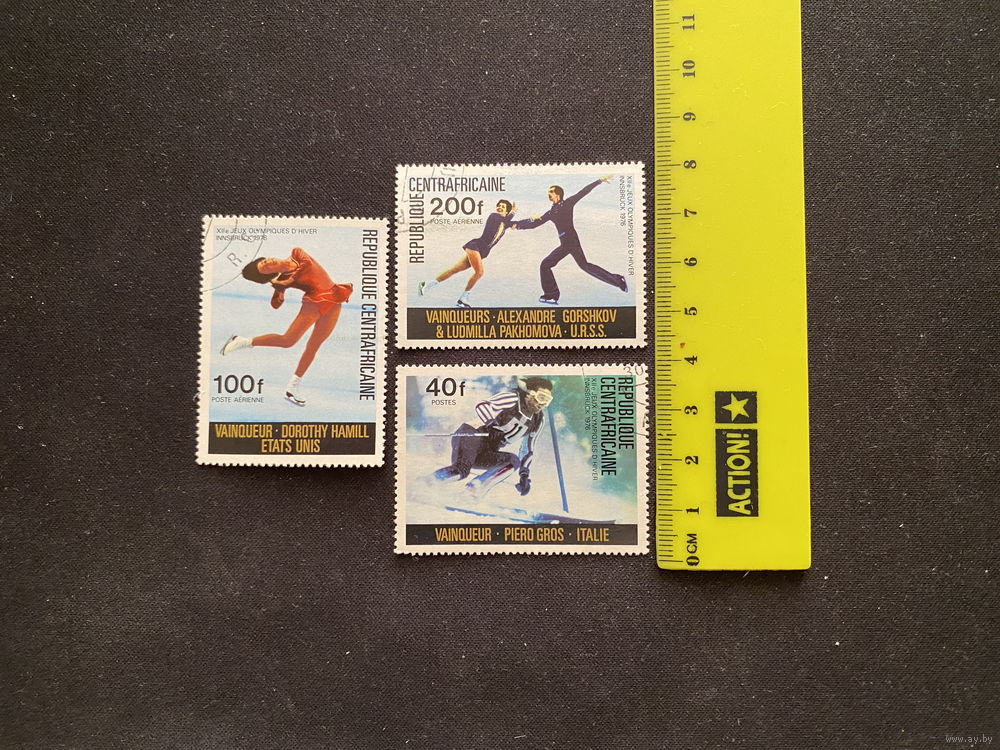 XIIe JEUX OLYMPIQUES D'HIVER
INNSBRUCK 1976
R.
REPUBLIQUE CENTRAFRICAINE
100f
POSTE AÉRIENNE
VAINQUEUR · DOROTHY HAMILL
ETATS UNIS
REPUBLIQUE
CENTRAFRICAINE
200f
POSTE AÉRIENNE
XIIe JEUX OLYMPIQUES D'HIVER
INNSBRUCK 1976
VAINQUEURS · ALEXANDRE GORSHKOV
& LUDMILLA PAKHOMOVA · U.R.S.S.
40f
POSTES
REPUBLIQUE
CENTRAFRICAINE
XIIe JEUX OLYMPIQUES D'HIVER
INNSBRUCK 1976
VAINQUEUR · PIERO GROS · ITALIE
11
10
9
8
7
6
5
4
3
2
1
0CM
ACTION!
www.ay.by